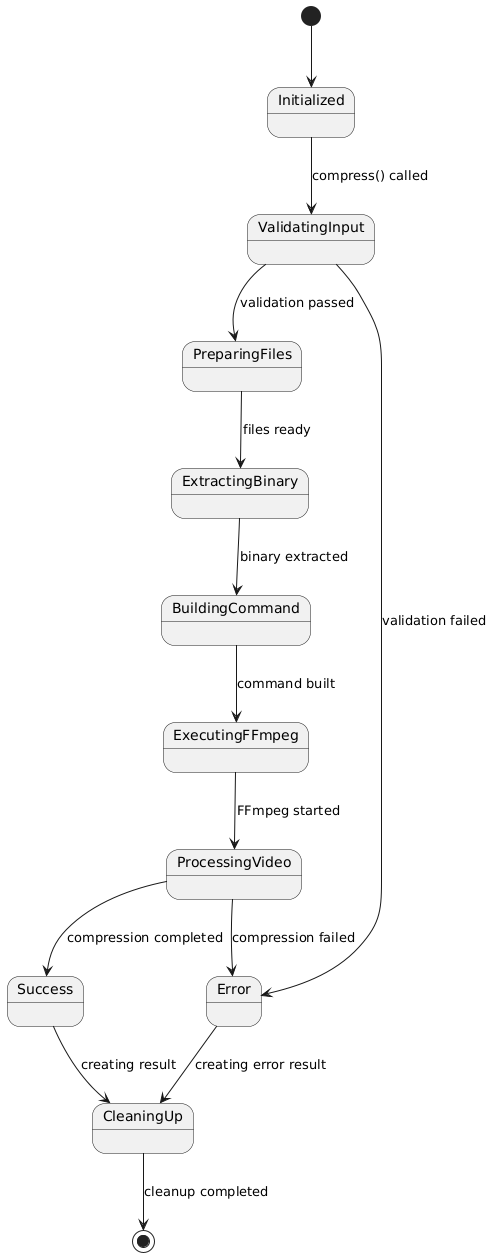 Initialized
compress() called
ValidatingInput
validation passed
PreparingFiles
files ready
ExtractingBinary
binary extracted
BuildingCommand
validation failed
command built
ExecutingFFmpeg
FFmpeg started
ProcessingVideo
compression completed
compression failed
Success
Error
creating result
creating error result
CleaningUp
cleanup completed